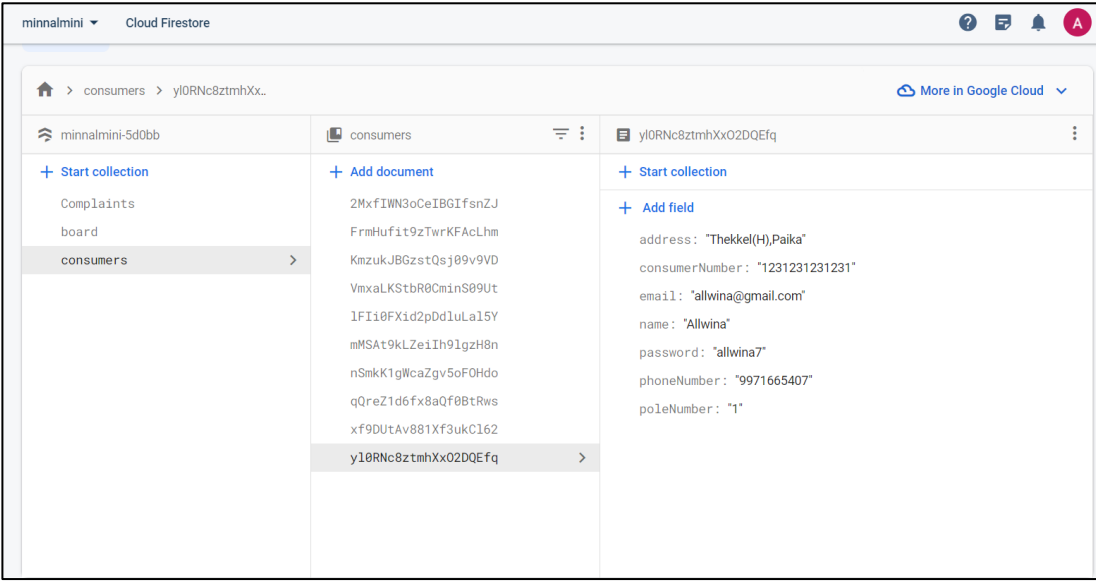 minnalmini Cloud Firestore A
consumers yl0RNc8ztmhXx.. More in Google Cloud
minnalmini-5d0bb
+ Start collection
Complaints
board
consumers
consumers
+ Add document
2MxfIWN3oCeIBGIfsnZJ
FrmHufit9zTwrKFAcLhm
KmzukJBGzstQsj09v9VD
VmxaLKStbR0CminS09Ut
lFIi0FXid2pDdluLal5Y
mMSAt9kLZeiIh9lgzH8n
nSmkK1gWcaZgv5oFOHdo
qQreZ1d6fx8aQf0BtRws
xf9DUtAv881Xf3ukCl62
yl0RNc8ztmhXxO2DQEfq
yl0RNc8ztmhXxO2DQEfq
+ Start collection
+ Add field
address: "Thekkel(H),Paika"
consumerNumber: "1231231231231"
email: "allwina@gmail.com"
name: "Allwina"
password: "allwina7"
phoneNumber: "9971665407"
poleNumber: "1"